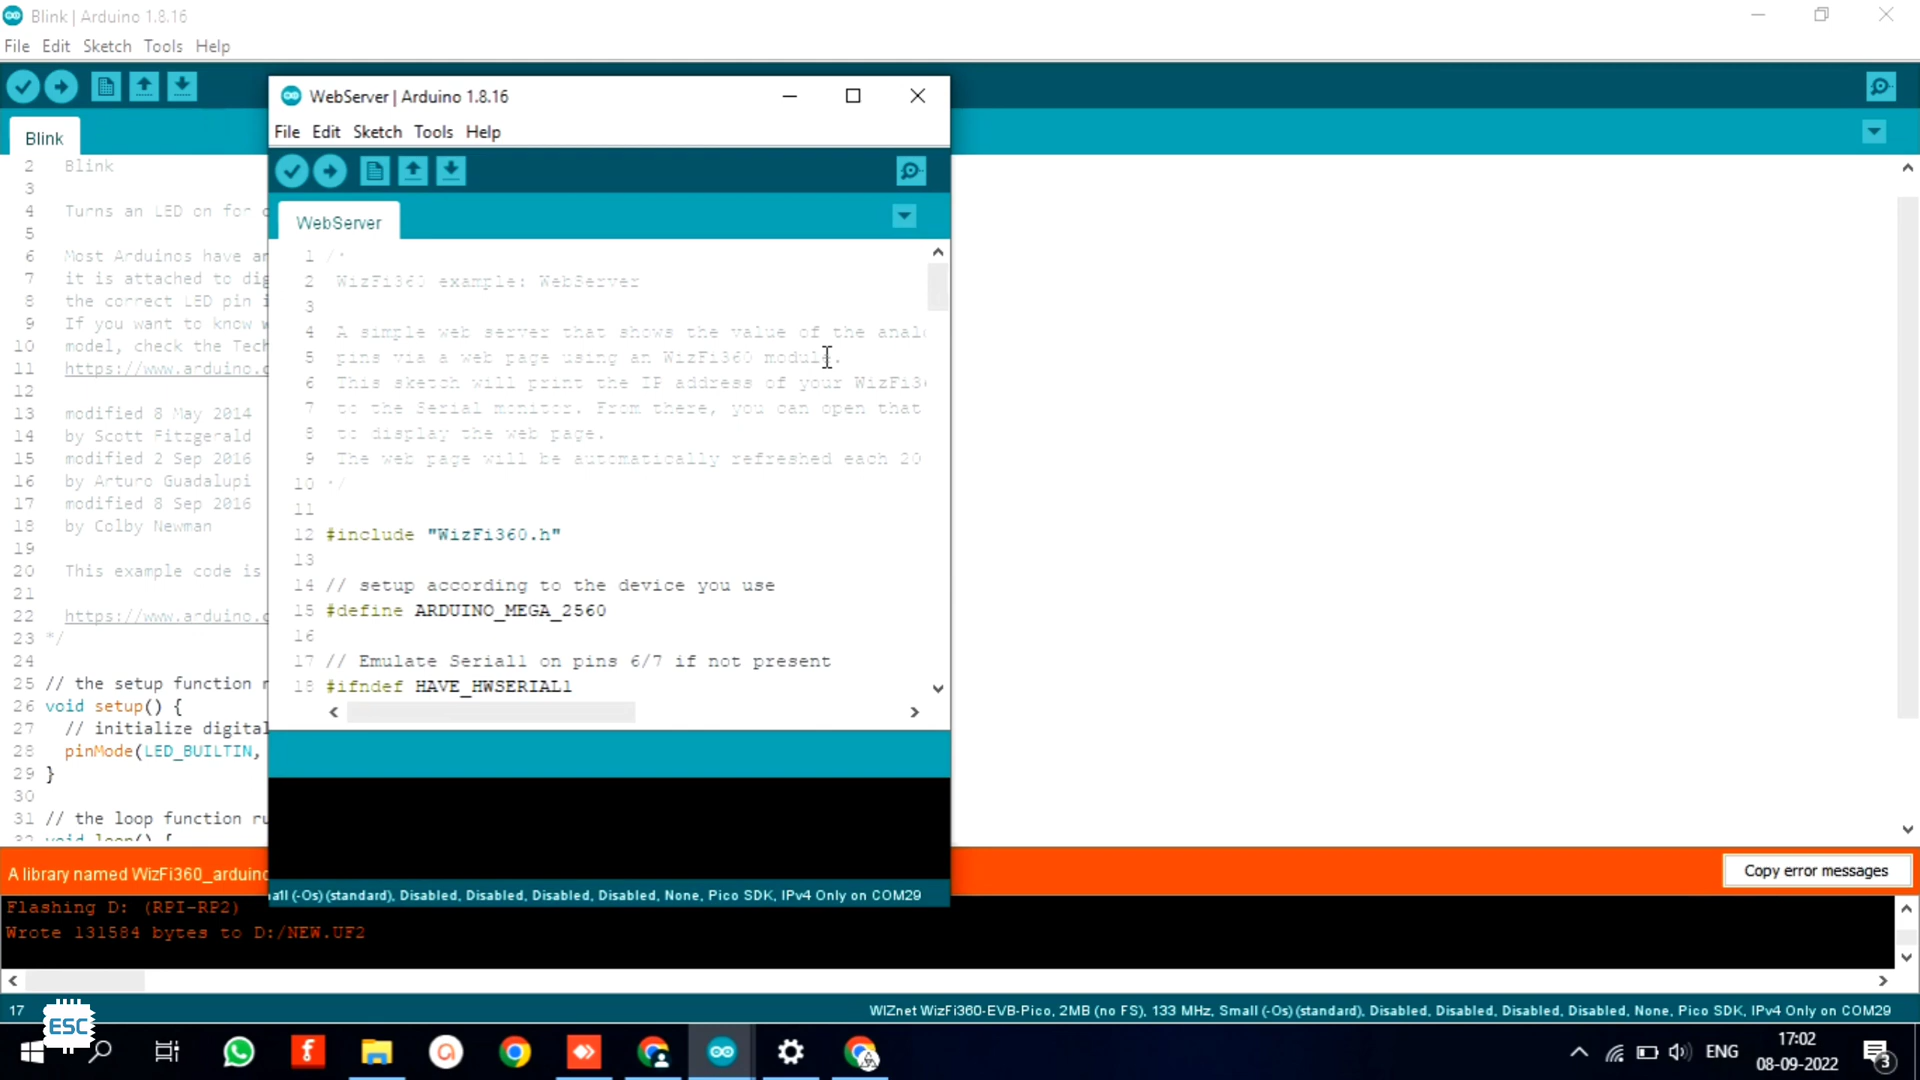 Blink | Arduino 1.8.16
File Edit Sketch Tools Help
Blink
2 Blink
3
4 Turns an LED on for
5
6 Most Arduinos have an
7 it is attached to dig
8 the correct LED pin i
9 If you want to know w
10 model, check the Tech
11 https://www.arduino.c
12
13 modified 8 May 2014
14 by Scott Fitzgerald
15 modified 2 Sep 2016
16 by Arturo Guadalupi
17 modified 8 Sep 2016
18 by Colby Newman
19
20 This example code is
21
22 https://www.arduino.c
23 */
24
25 // the setup function r
26 void setup() {
27 // initialize digital
28 pinMode(LED_BUILTIN,
29 }
30
31 // the loop function ru
32 void loop() {
WebServer | Arduino 1.8.16
File Edit Sketch Tools Help
WebServer
1 /*
2 WizFi360 example: WebServer
3
4 A simple web server that shows the value of the analo
5 pins via a web page using an WizFi360 module.
6 This sketch will print the IP address of your WizFi36
7 to the Serial monitor. From there, you can open that
8 to display the web page.
9 The web page will be automatically refreshed each 20
10 */
11
12 #include "WizFi360.h"
13
14 // setup according to the device you use
15 #define ARDUINO_MEGA_2560
16
17 // Emulate Serial1 on pins 6/7 if not present
18 #ifndef HAVE_HWSERIAL1
all (-Os) (standard), Disabled, Disabled, Disabled, Disabled, None, Pico SDK, IPv4 Only on COM29
A library named WizFi360_arduino
Copy error messages
Flashing D: (RPI-RP2)
Wrote 131584 bytes to D:/NEW.UF2
17
WIZnet WizFi360-EVB-Pico, 2MB (no FS), 133 MHz, Small (-Os) (standard), Disabled, Disabled, Disabled, Disabled, None, Pico SDK, IPv4 Only on COM29
ESC
ENG
17:02
08-09-2022
3